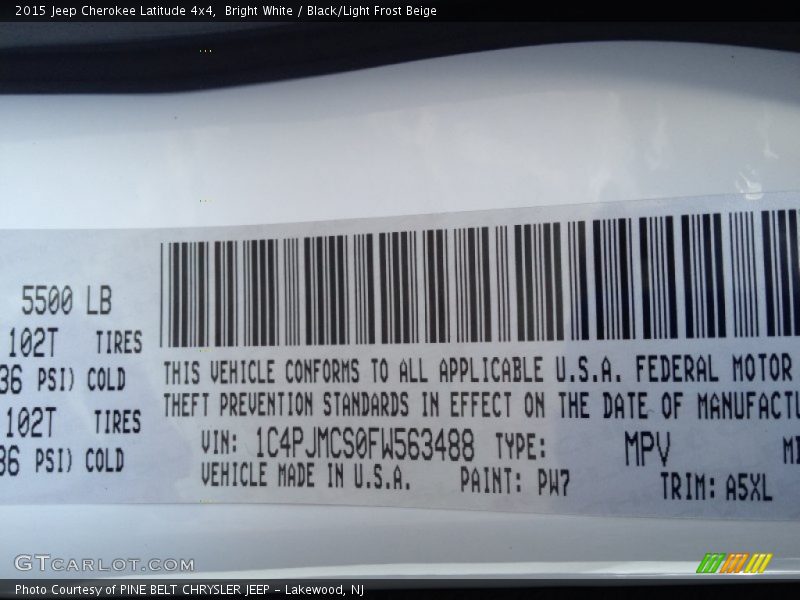 2015 Jeep Cherokee Latitude 4x4,  Bright White / Black/Light Frost Beige
5500 LB
102T TIRES
36 PSI) COLD
102T TIRES
36 PSI) COLD
THIS VEHICLE CONFORMS TO ALL APPLICABLE U.S.A. FEDERAL MOTOR
THEFT PREVENTION STANDARDS IN EFFECT ON THE DATE OF MANUFACTU
VIN: 1C4PJMCS0FW563488 TYPE: MPV
VEHICLE MADE IN U.S.A. PAINT: PW7 TRIM: A5XL
GTCARLOT.COM
Photo Courtesy of PINE BELT CHRYSLER JEEP - Lakewood, NJ